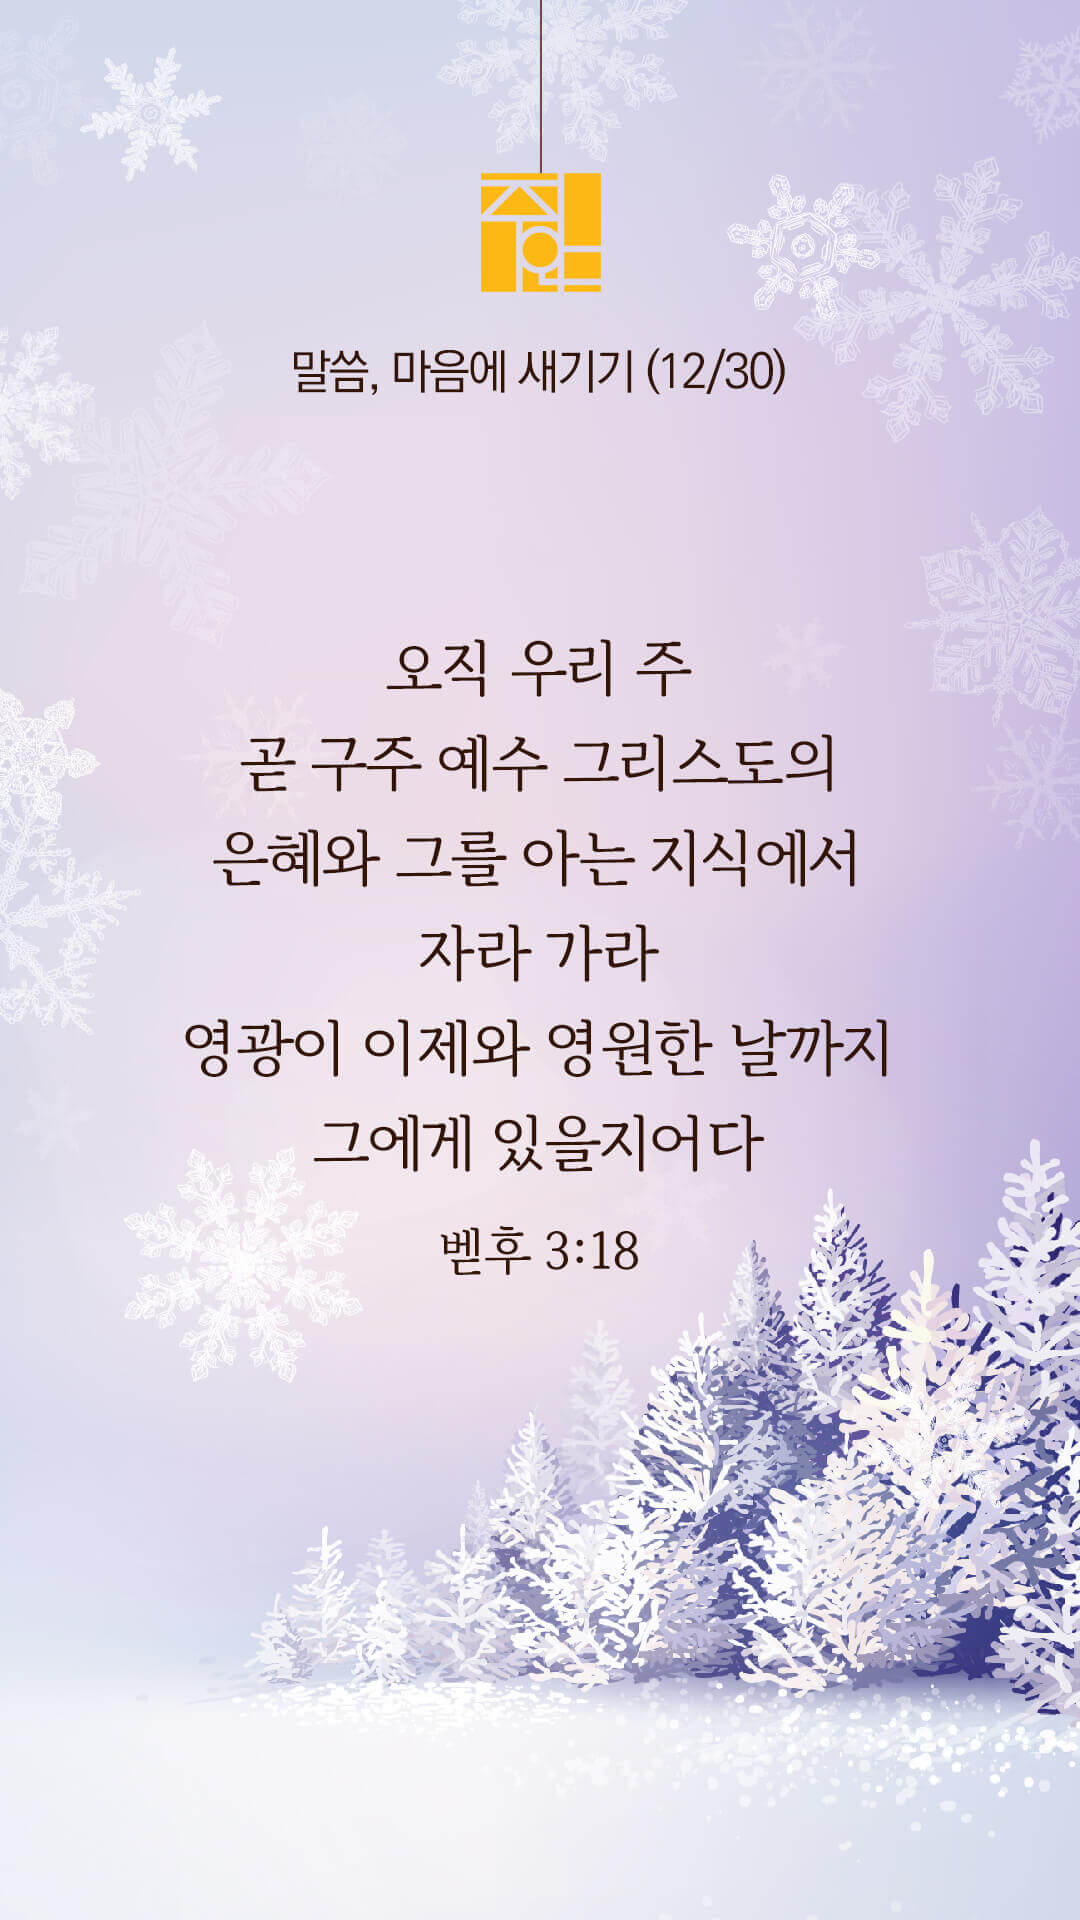 주안
말씀, 마음에 새기기 (12/30)
오직 우리 주
곧 구주 예수 그리스도의
은혜와 그를 아는 지식에서
자라 가라
영광이 이제와 영원한 날까지
그에게 있을지어다
벧후 3:18